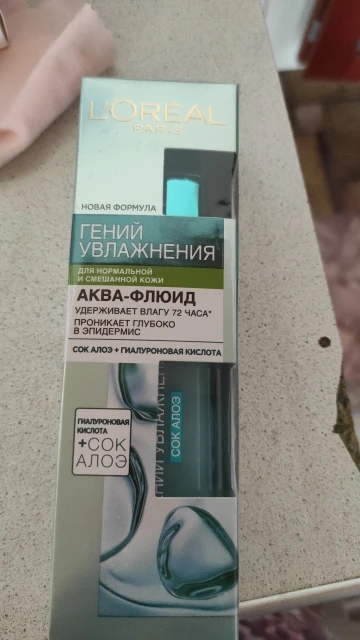 L'ORÉAL
PARIS
НОВАЯ ФОРМУЛА
ГЕНИЙ
УВЛАЖНЕНИЯ
ДЛЯ НОРМАЛЬНОЙ
И СМЕШАННОЙ КОЖИ
АКВА-ФЛЮИД
УДЕРЖИВАЕТ ВЛАГУ 72 ЧАСА*
ПРОНИКАЕТ ГЛУБОКО
В ЭПИДЕРМИС
СОК АЛОЭ + ГИАЛУРОНОВАЯ КИСЛОТА
СОК АЛОЭ
ГИАЛУРОНОВАЯ
КИСЛОТА
+СОК
АЛОЭ